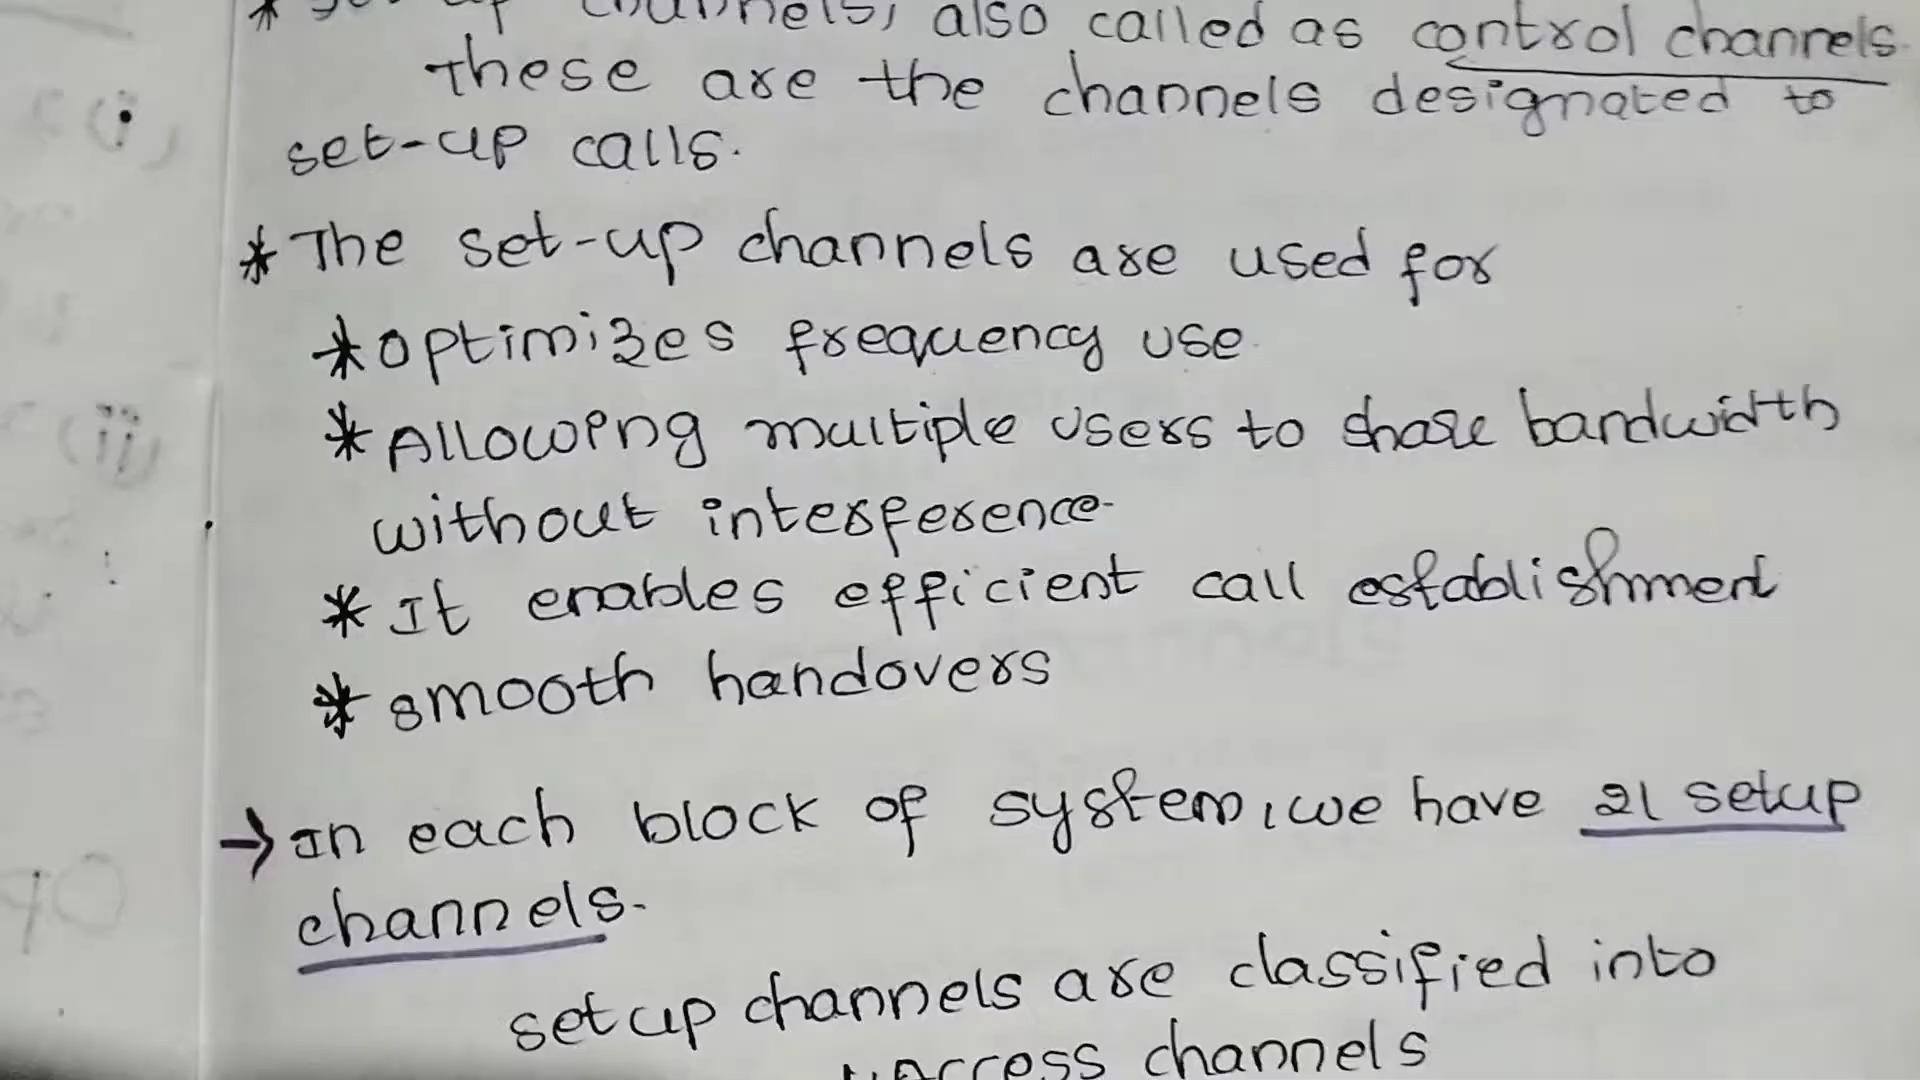 * Set-up channels, also called as control channels.
These are the channels designated to
set-up calls.
* The set-up channels are used for
* optimizes frequency use.
* Allowing multiple users to share bandwidth
without interference.
* It enables efficient call establishment
* smooth handovers
→ In each block of system, we have 21 setup
channels.
setup channels are classified into
Access channels
(i)
(ii)